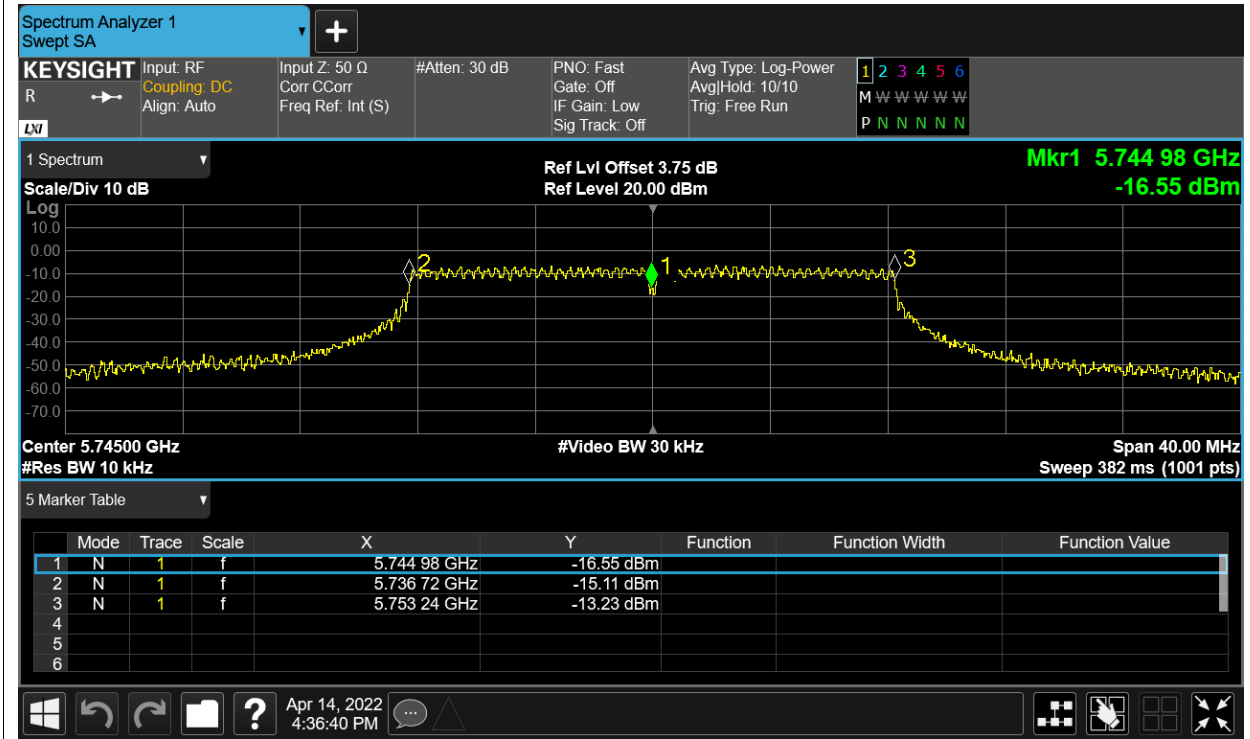 Spectrum Analyzer 1
Swept SA
+
KEYSIGHT Input: RF Input Z: 50 Ω #Atten: 30 dB PNO: Fast Avg Type: Log-Power 1 2 3 4 5 6
R Coupling: DC Corr CCorr Gate: Off Avg|Hold: 10/10 M W W W W W W
Align: Auto Freq Ref: Int (S) IF Gain: Low Trig: Free Run
LXI Sig Track: Off P N N N N N N
1 Spectrum Ref Lvl Offset 3.75 dB Mkr1 5.744 98 GHz
Scale/Div 10 dB Ref Level 20.00 dBm -16.55 dBm
Log
10.0
0.00
-10.0
-20.0
-30.0
-40.0
-50.0
-60.0
-70.0
2 1 3
Center 5.74500 GHz #Video BW 30 kHz Span 40.00 MHz
#Res BW 10 kHz Sweep 382 ms (1001 pts)
5 Marker Table
Mode Trace Scale X Y Function Function Width Function Value
1 N 1 f 5.744 98 GHz -16.55 dBm
2 N 1 f 5.736 72 GHz -15.11 dBm
3 N 1 f 5.753 24 GHz -13.23 dBm
4
5
6
? Apr 14, 2022
4:36:40 PM